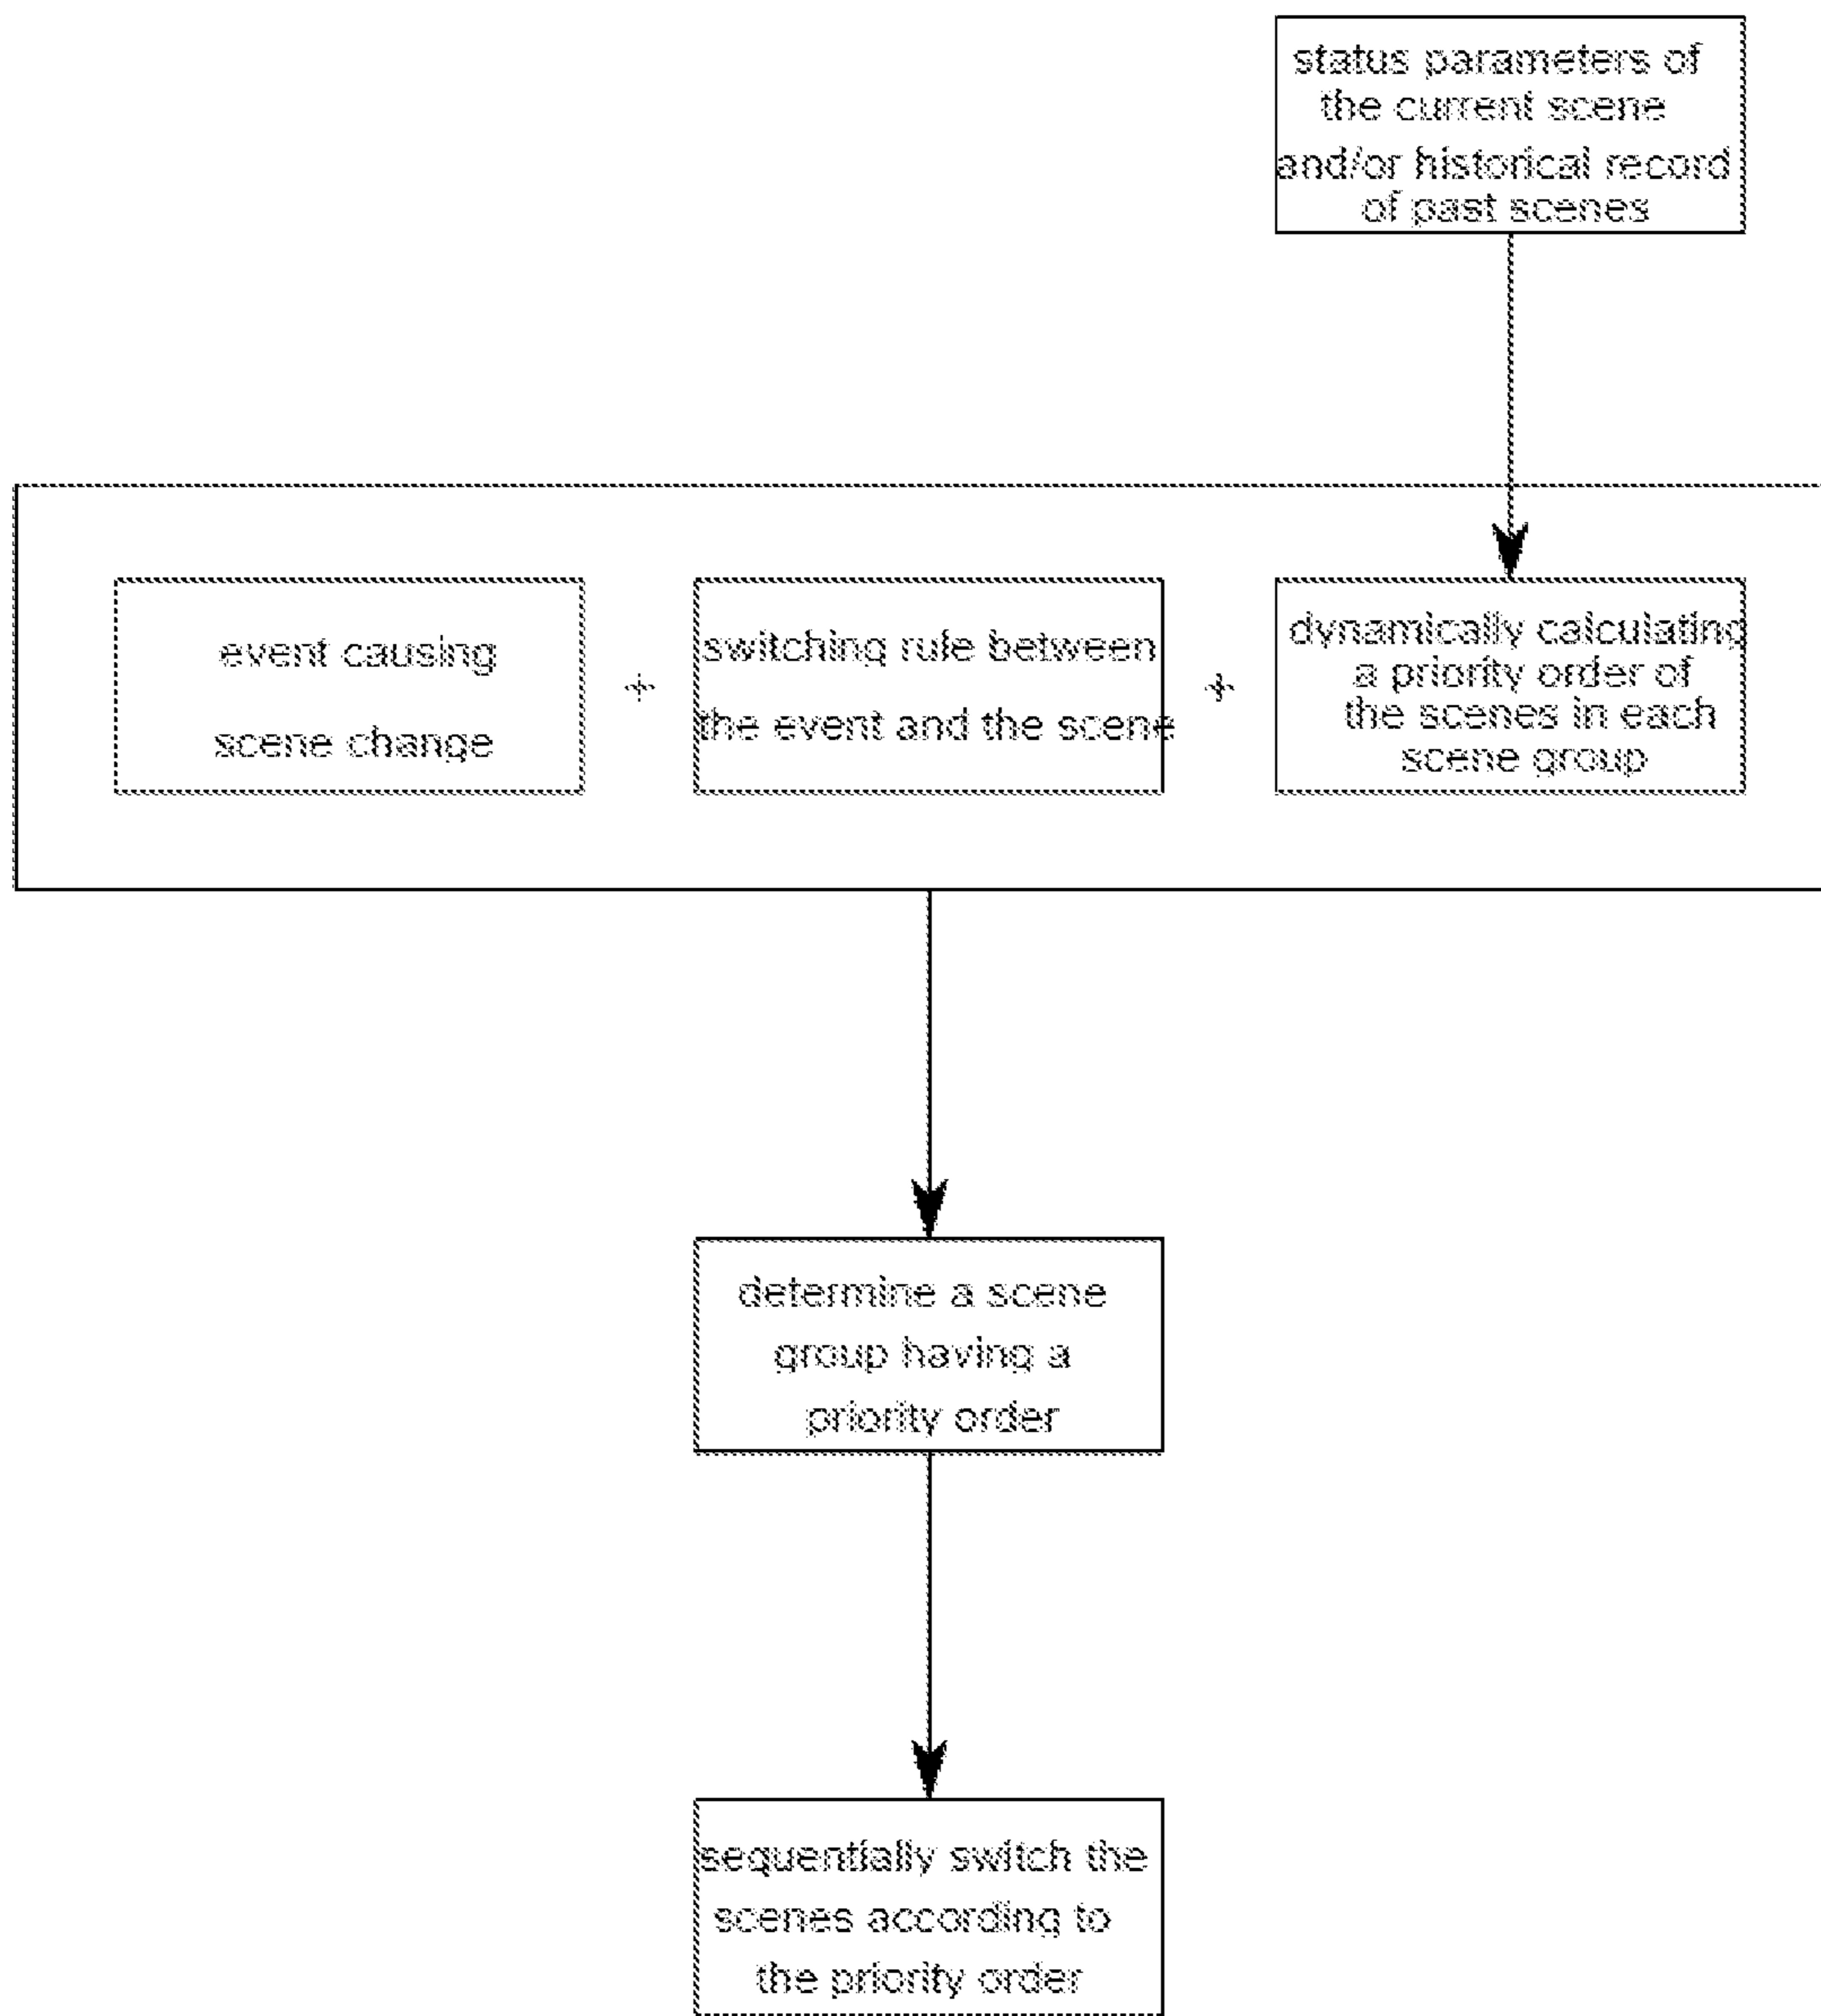 status parameters of
the current scene
and/or historical record
of past scenes
event causing
scene change
+
switching rule between
the event and the scene
+
dynamically calculating
a priority order of
the scenes in each
scene group
determine a scene
group having a
priority order
sequentially switch the
scenes according to
the priority order